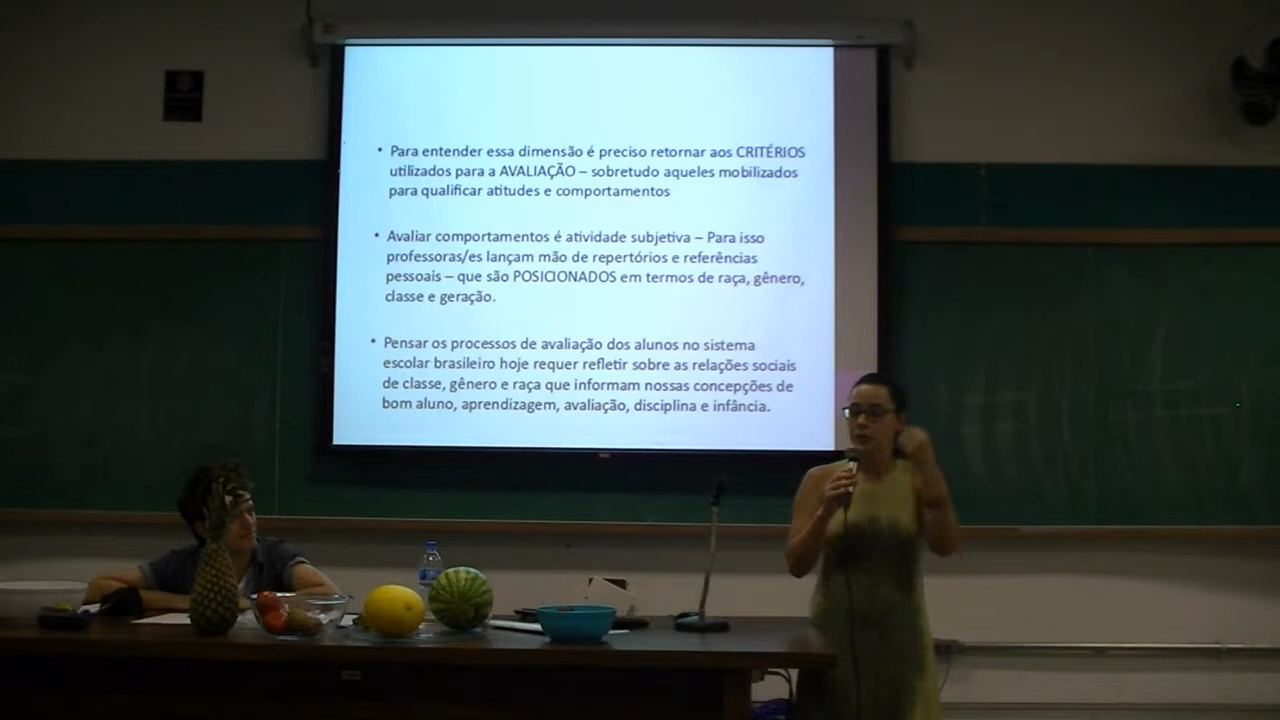 • Para entender essa dimensão é preciso retornar aos CRITÉRIOS
utilizados para a AVALIAÇÃO – sobretudo aqueles mobilizados
para qualificar atitudes e comportamentos
• Avaliar comportamentos é atividade subjetiva – Para isso
professoras/es lançam mão de repertórios e referências
pessoais – que são POSICIONADOS em termos de raça, gênero,
classe e geração.
• Pensar os processos de avaliação dos alunos no sistema
escolar brasileiro hoje requer refletir sobre as relações sociais
de classe, gênero e raça que informam nossas concepções de
bom aluno, aprendizagem, avaliação, disciplina e infância.